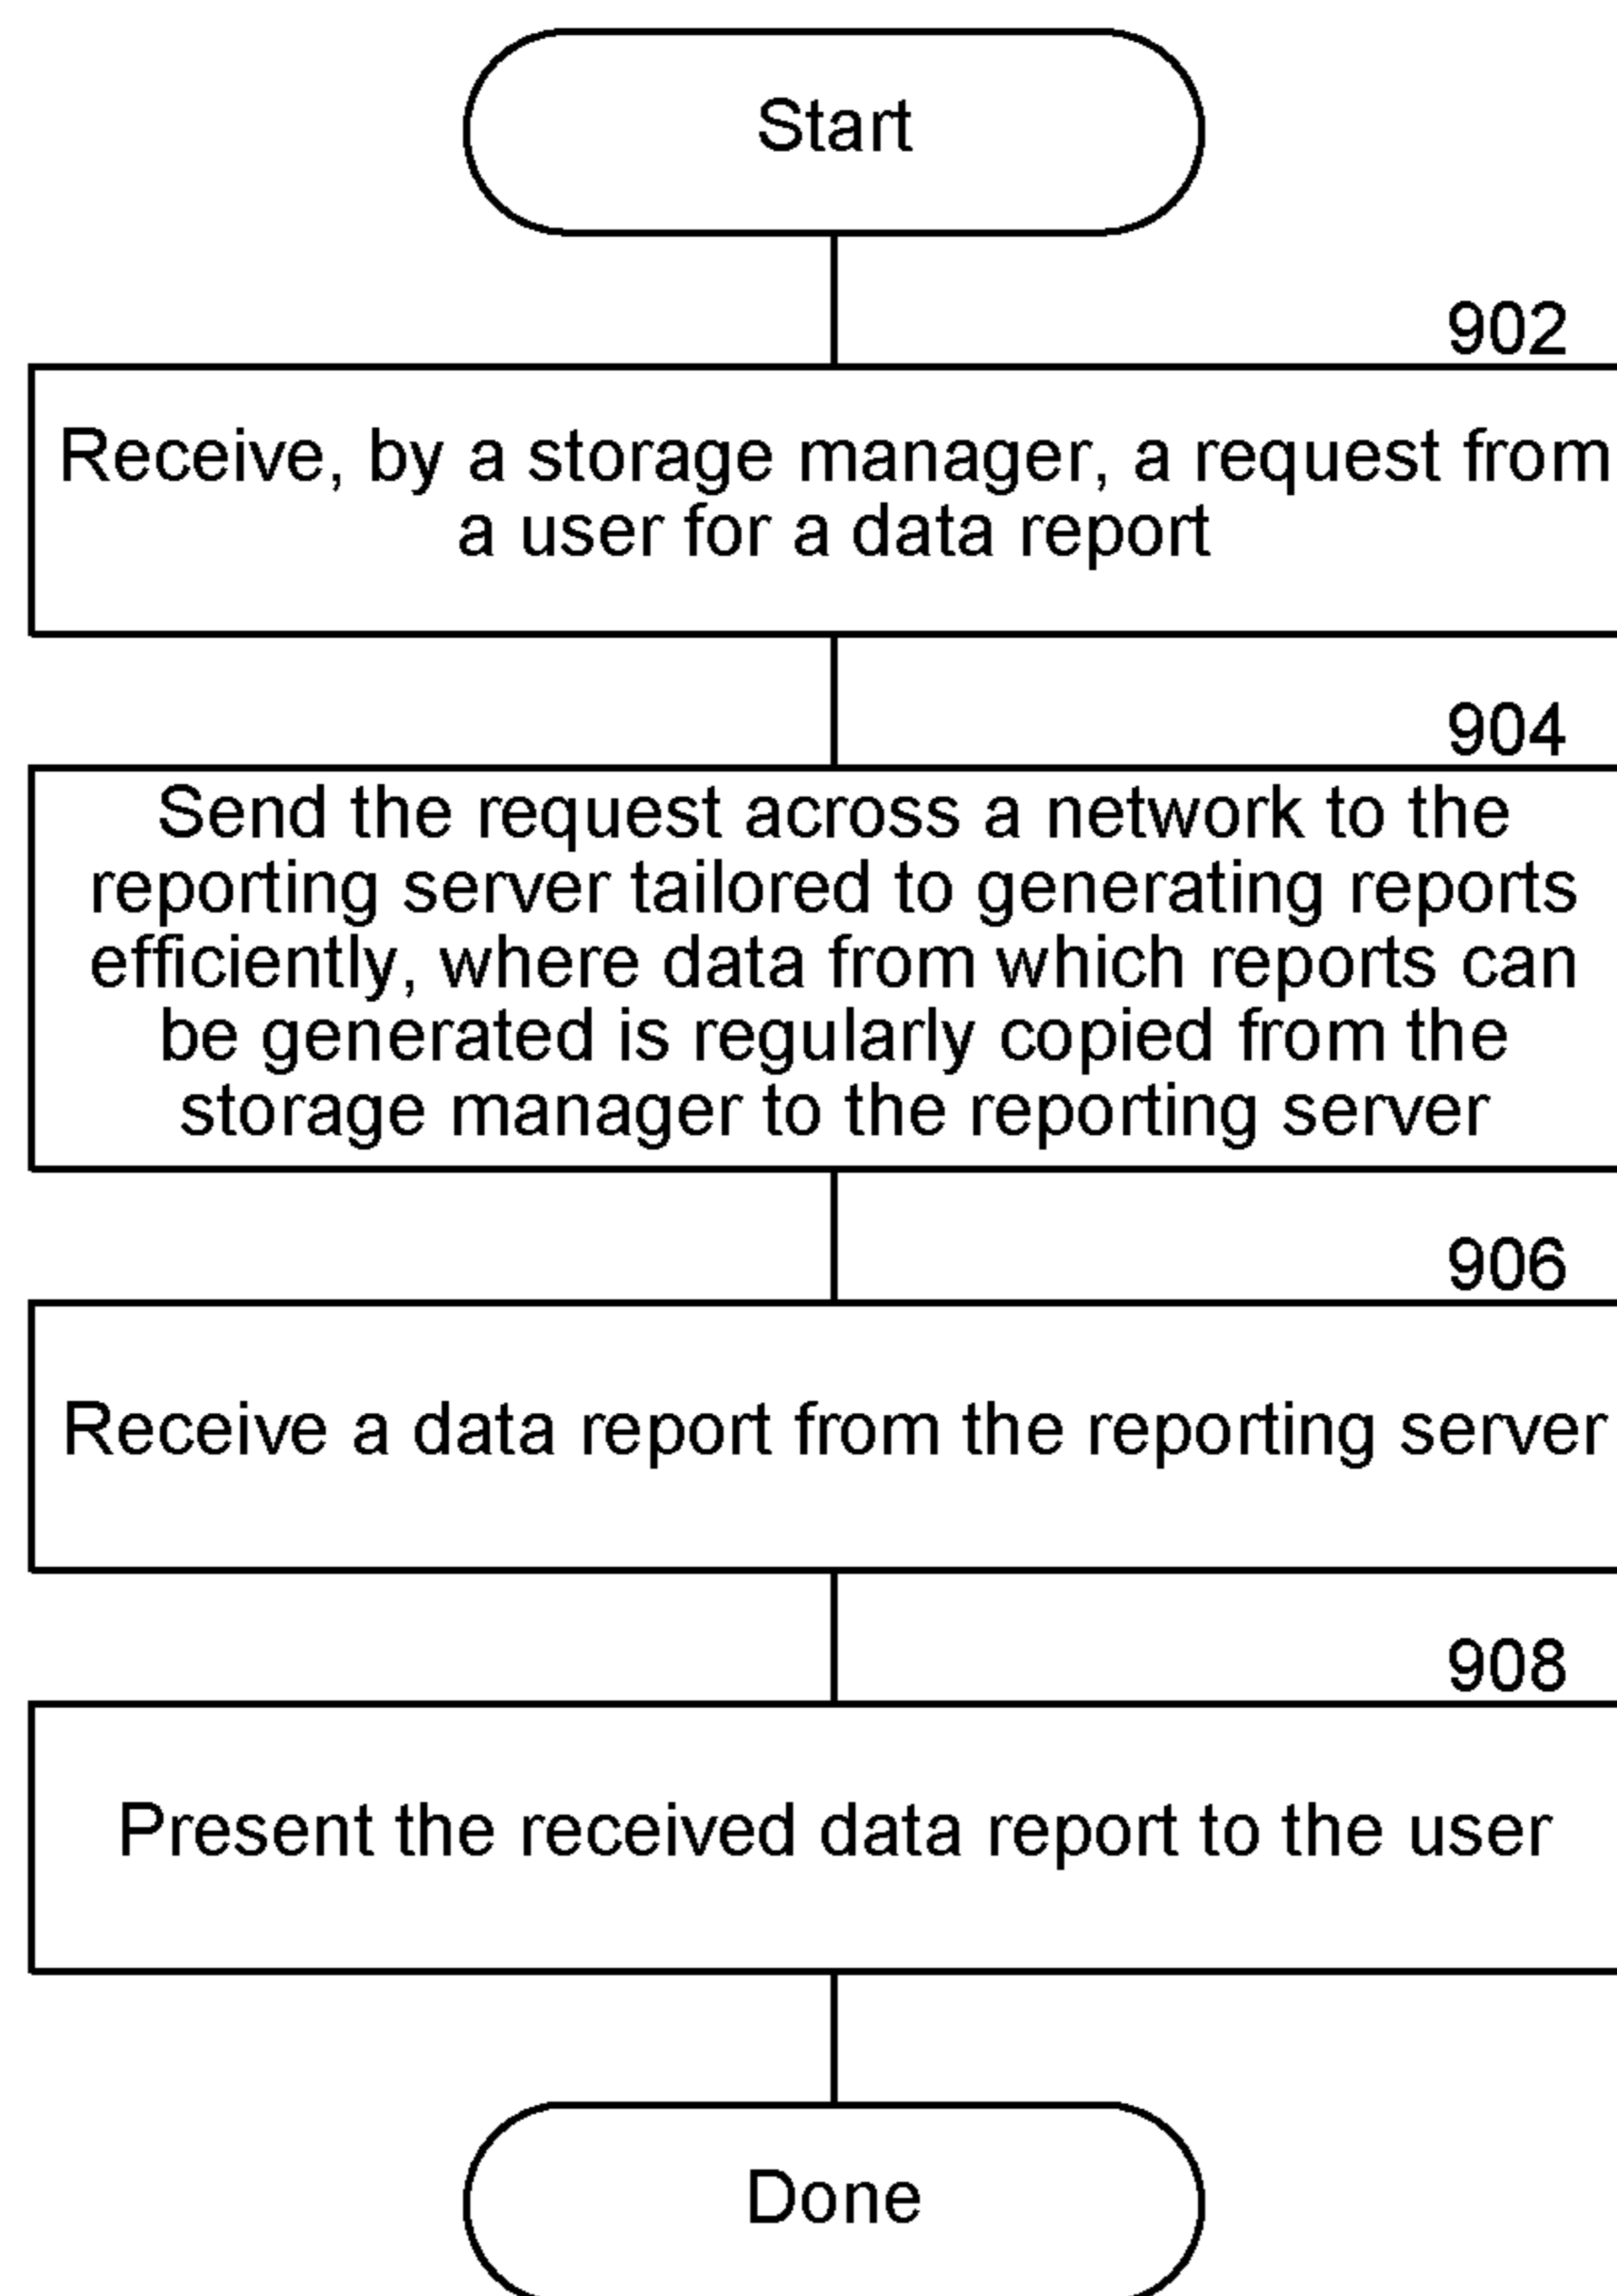 Start
902
Receive, by a storage manager, a request from
a user for a data report
904
Send the request across a network to the
reporting server tailored to generating reports
efficiently, where data from which reports can
be generated is regularly copied from the
storage manager to the reporting server
906
Receive a data report from the reporting server
908
Present the received data report to the user
Done